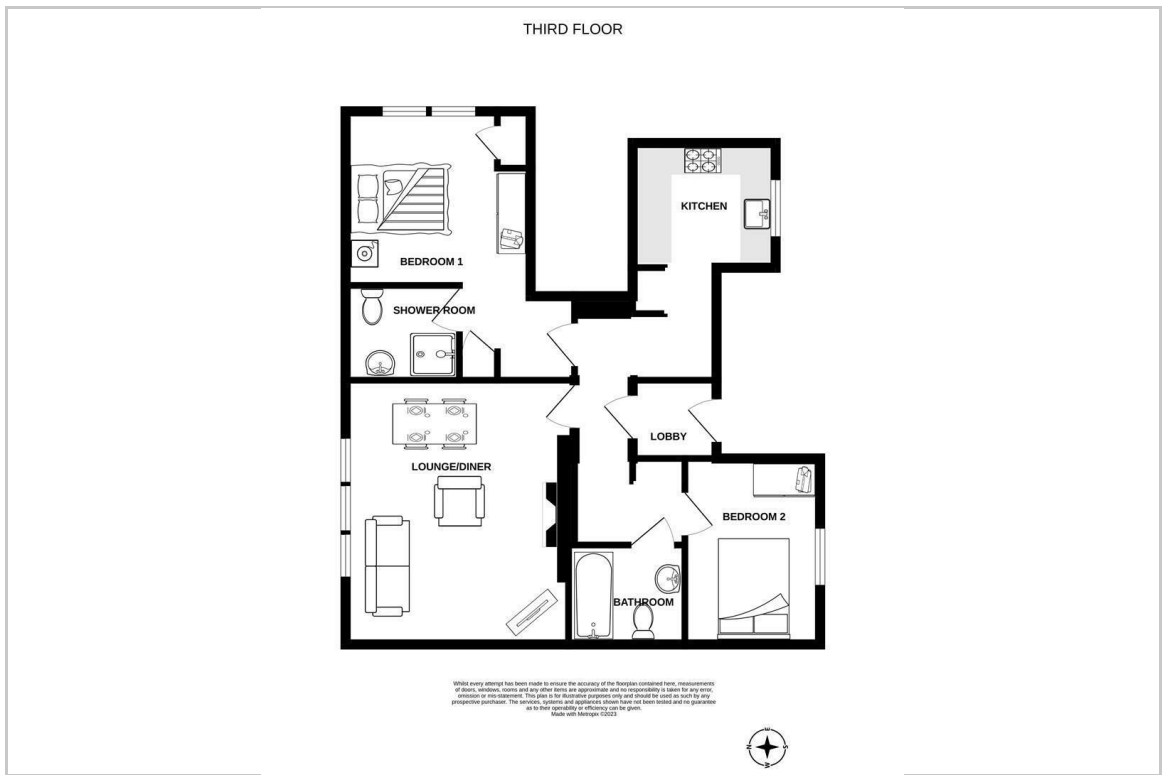 THIRD FLOOR
KITCHEN
BEDROOM 1
SHOWER ROOM
LOBBY
LOUNGE/DINER
BEDROOM 2
BATHROOM
Whilst every attempt has been made to ensure the accuracy of the floorplan contained here, measurements
of doors, windows, rooms and any other items are approximate and no responsibility is taken for any error,
omission or mis-statement. This plan is for illustrative purposes only and should be used as such by any
prospective purchaser. The services, systems and appliances shown have not been tested and no guarantee
as to their operability or efficiency can be given.
Made with Metropix ©2023
E
N
S
W